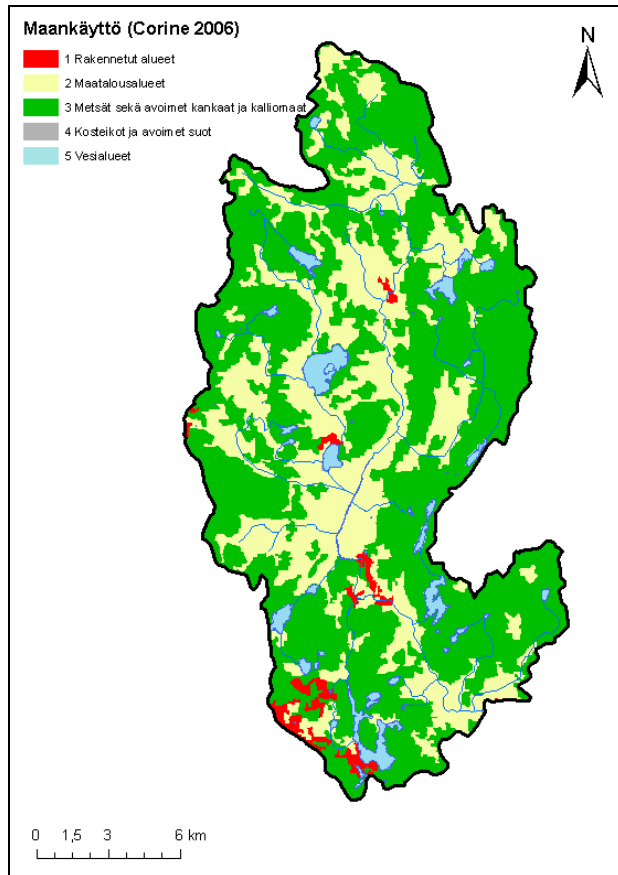 Maankäyttö (Corine 2006)
1 Rakennetut alueet
2 Maatalousalueet
3 Metsät sekä avoimet kankaat ja kalliomaat
4 Kosteikot ja avoimet suot
5 Vesialueet
N
0 1,5 3 6 km